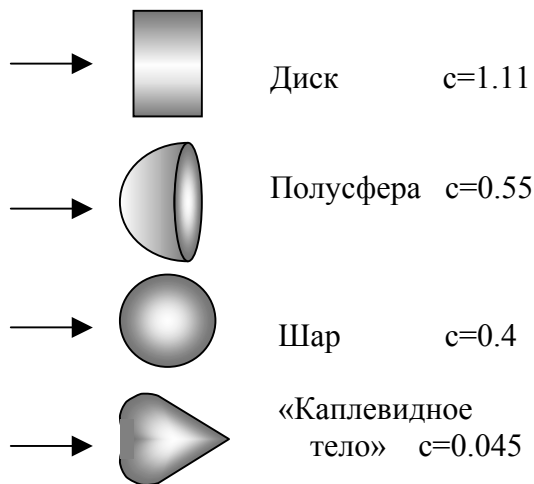 Диск c=1.11
Полусфера c=0.55
Шар c=0.4
«Каплевидное
тело» c=0.045